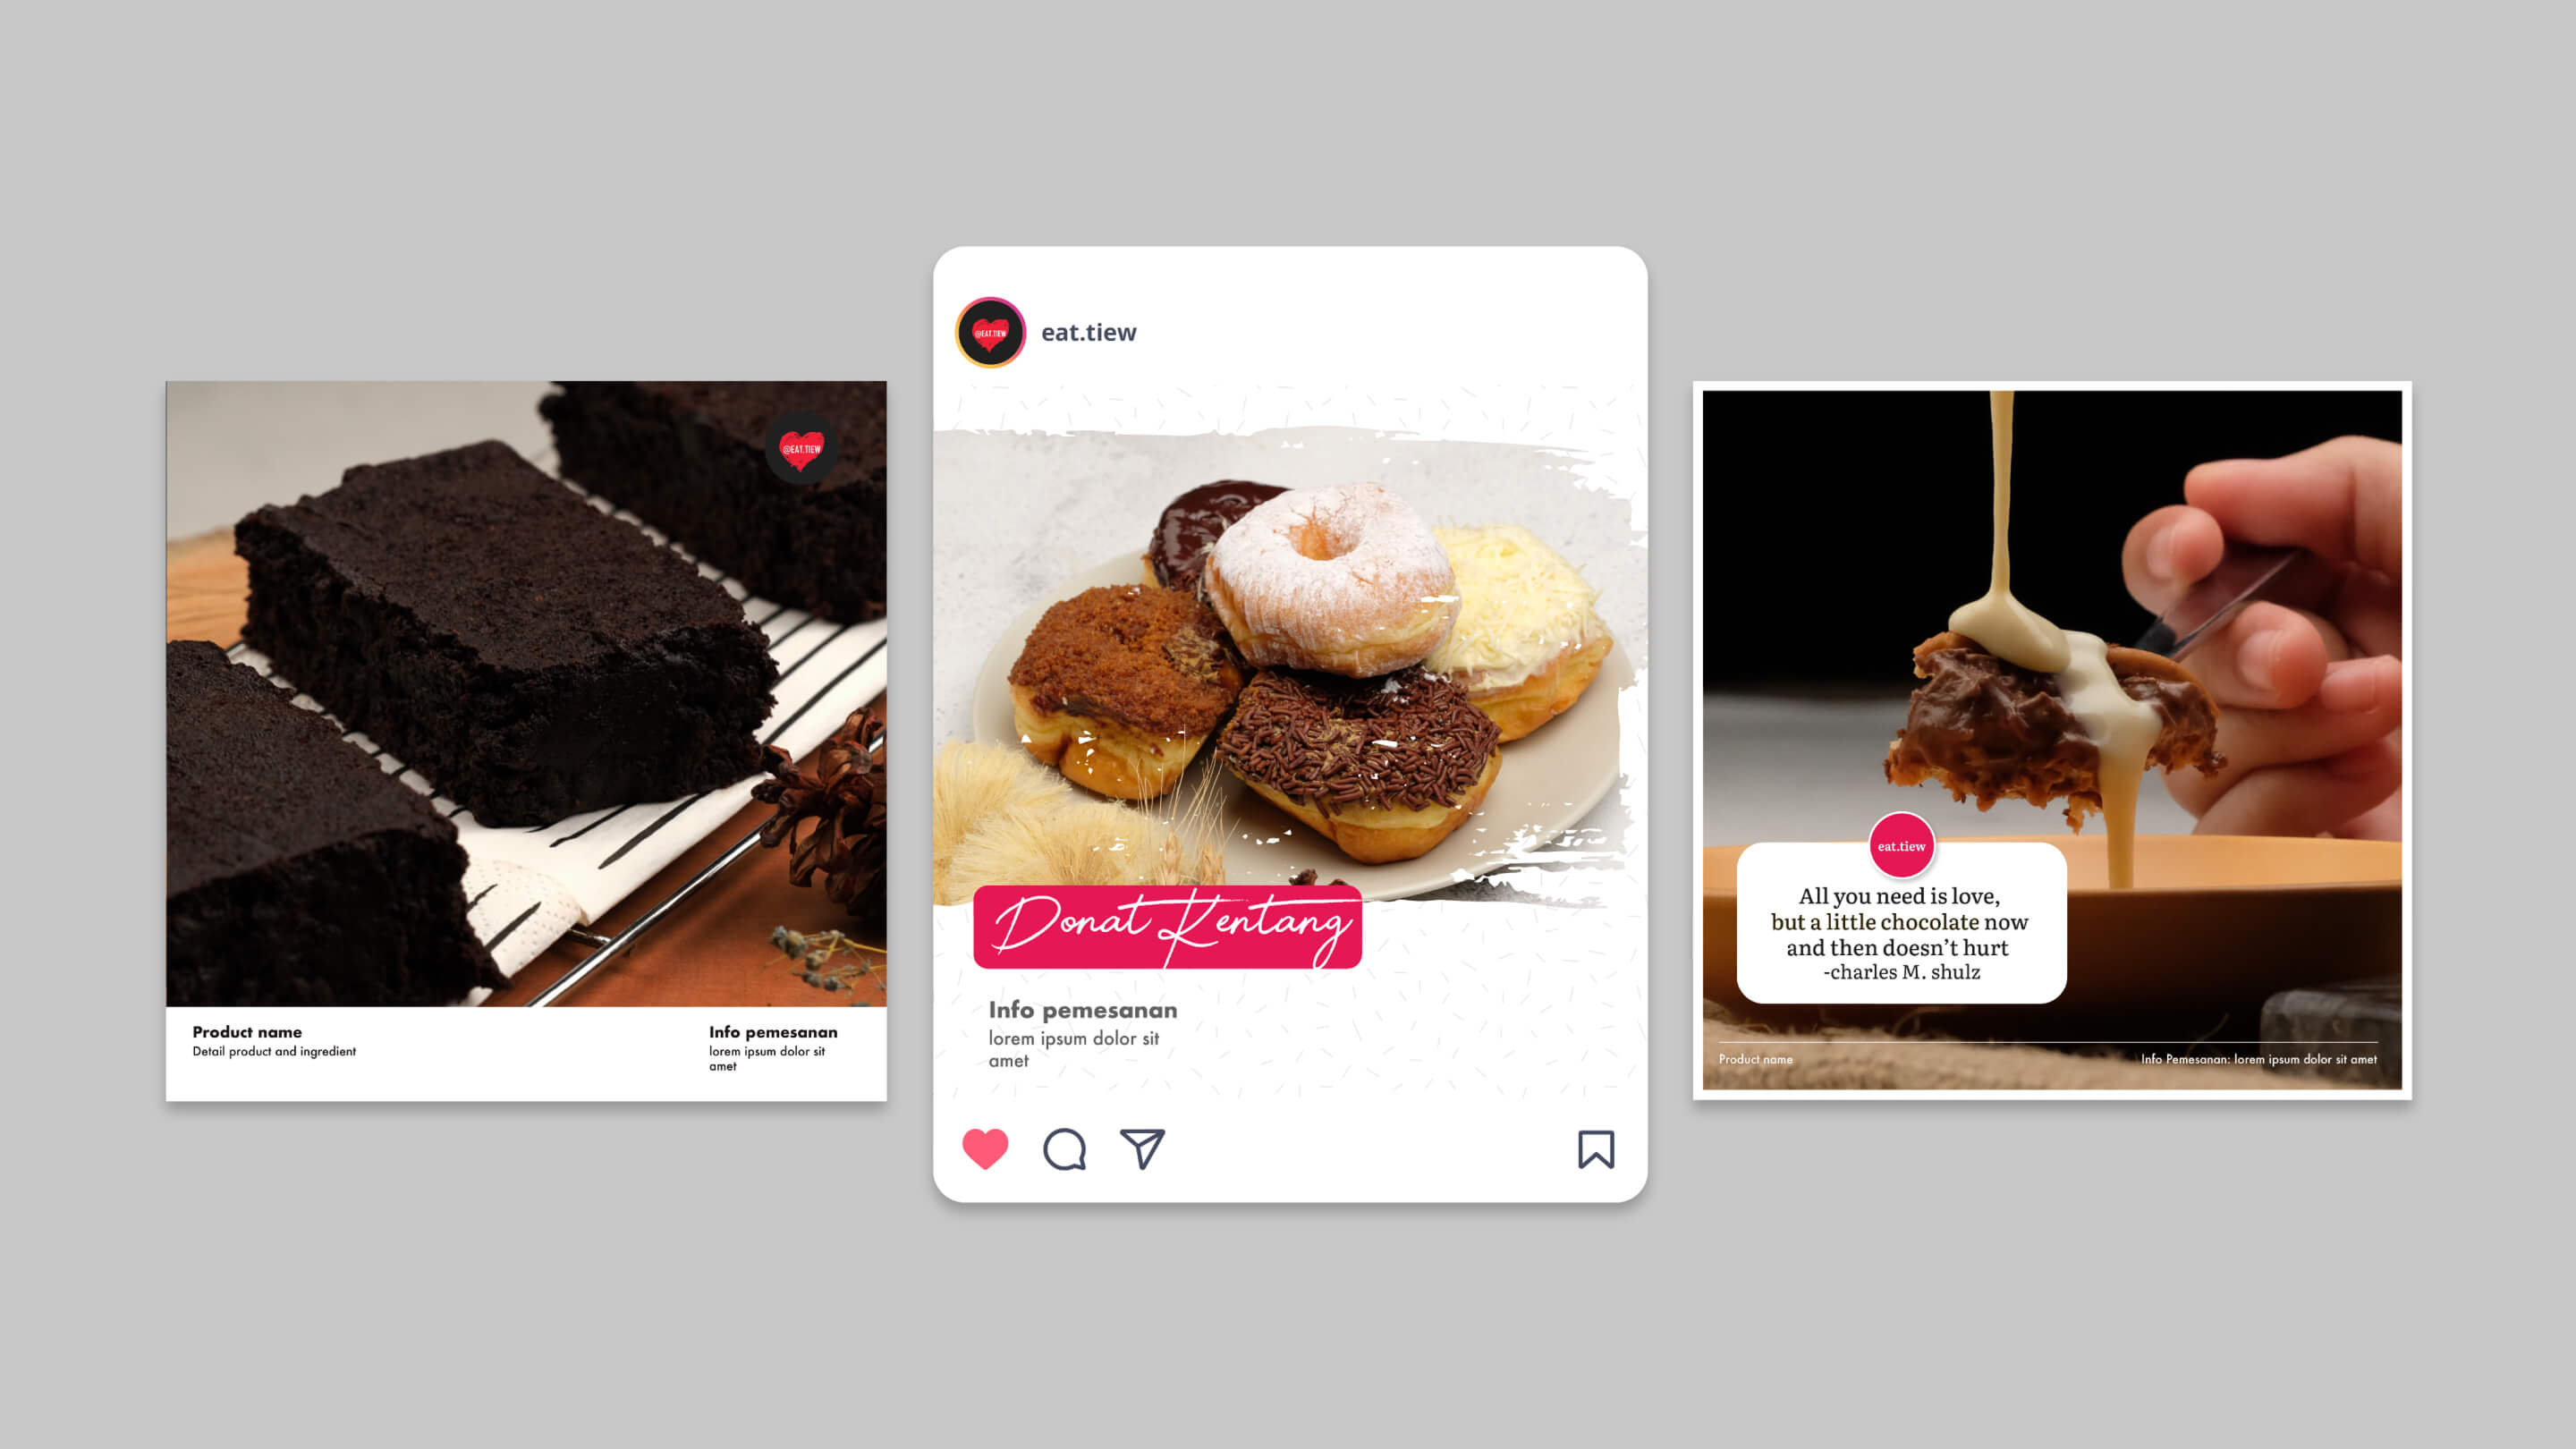 @EAT.TIEW
Product name
Detail product and ingredient
Info pemesanan
lorem ipsum dolor sit
amet
@EAT.TIEW
eat.tiew
Donat Kentang
Info pemesanan
lorem ipsum dolor sit
amet
eat.tiew
All you need is love,
but a little chocolate now
and then doesn't hurt
-charles M. shulz
Product name
Info Pemesanan: lorem ipsum dolor sit amet